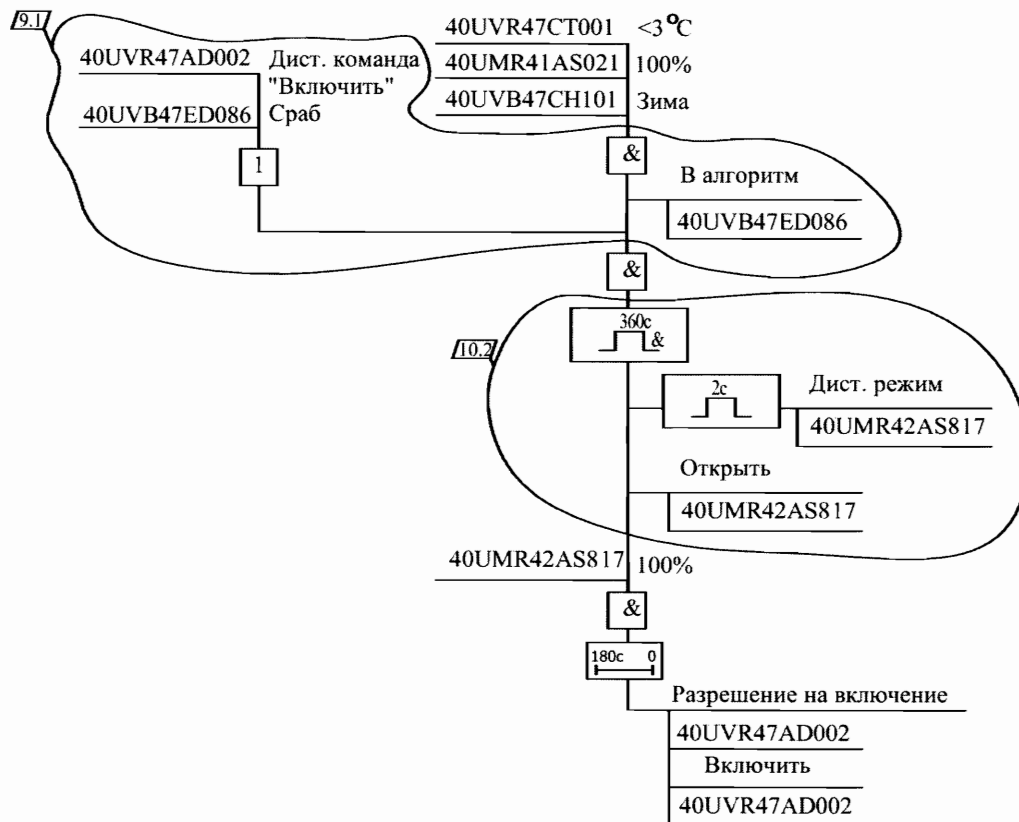 9.1
40UVR47CT001 <3°C
40UVR47AD002 Дист. команда
"Включить"
40UMR41AS021 100%
40UVB47ED086 Сраб
40UVB47CH101 Зима
1
&
В алгоритм
40UVB47ED086
&
360с
&
10.2
2с
Дист. режим
40UMR42AS817
Открыть
40UMR42AS817
40UMR42AS817 100%
&
180с 0
Разрешение на включение
40UVR47AD002
Включить
40UVR47AD002